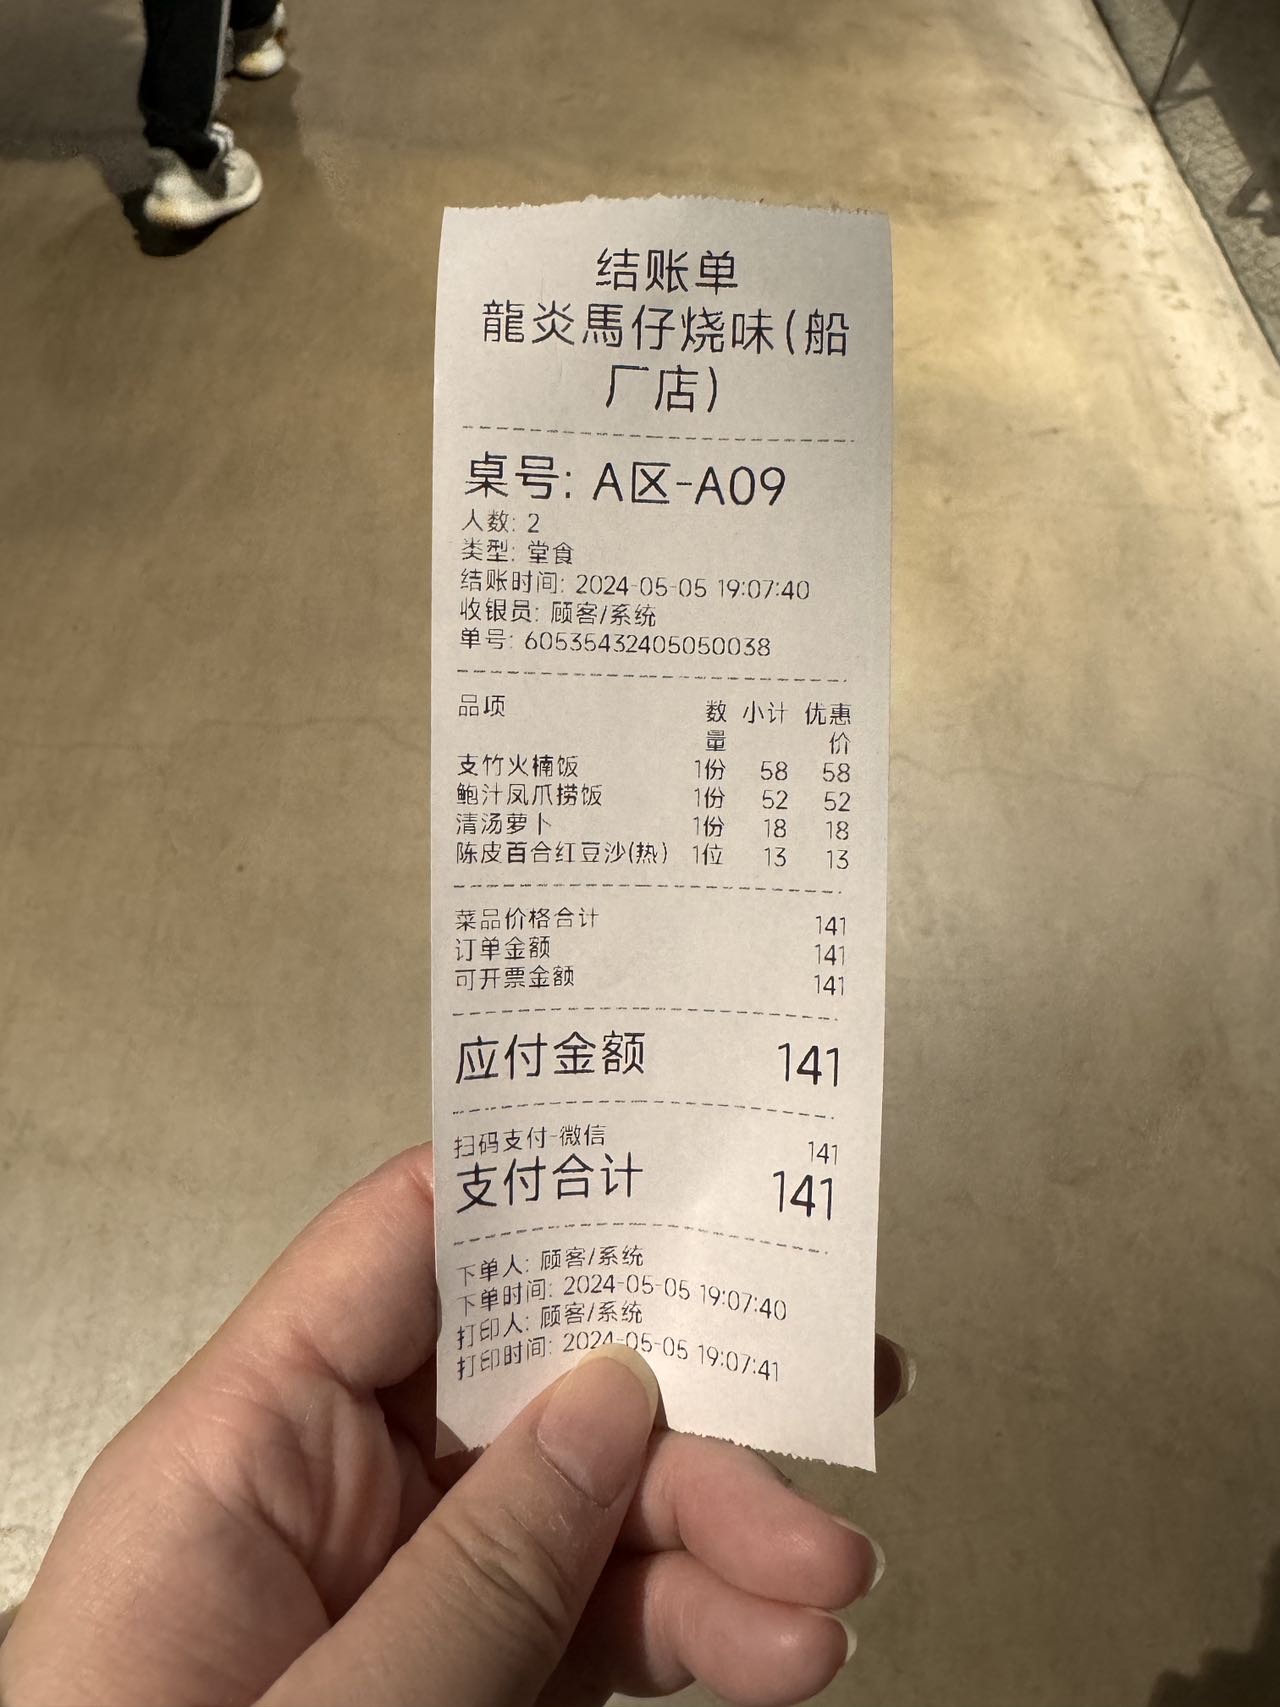 结账单
龍炎馬仔烧味(船
厂店)
桌号: A区-A09
人数: 2
类型: 堂食
结账时间: 2024-05-05 19:07:40
收银员: 顾客/系统
单号: 60535432405050038
品项 数量 小计 优惠价
支竹火楠饭 1份 58 58
鲍汁凤爪捞饭 1份 52 52
清汤萝卜 1份 18 18
陈皮百合红豆沙(热) 1位 13 13
菜品价格合计 141
订单金额 141
可开票金额 141
应付金额 141
扫码支付-微信 141
支付合计 141
下单人: 顾客/系统
下单时间: 2024-05-05 19:07:40
打印人: 顾客/系统
打印时间: 2024-05-05 19:07:41